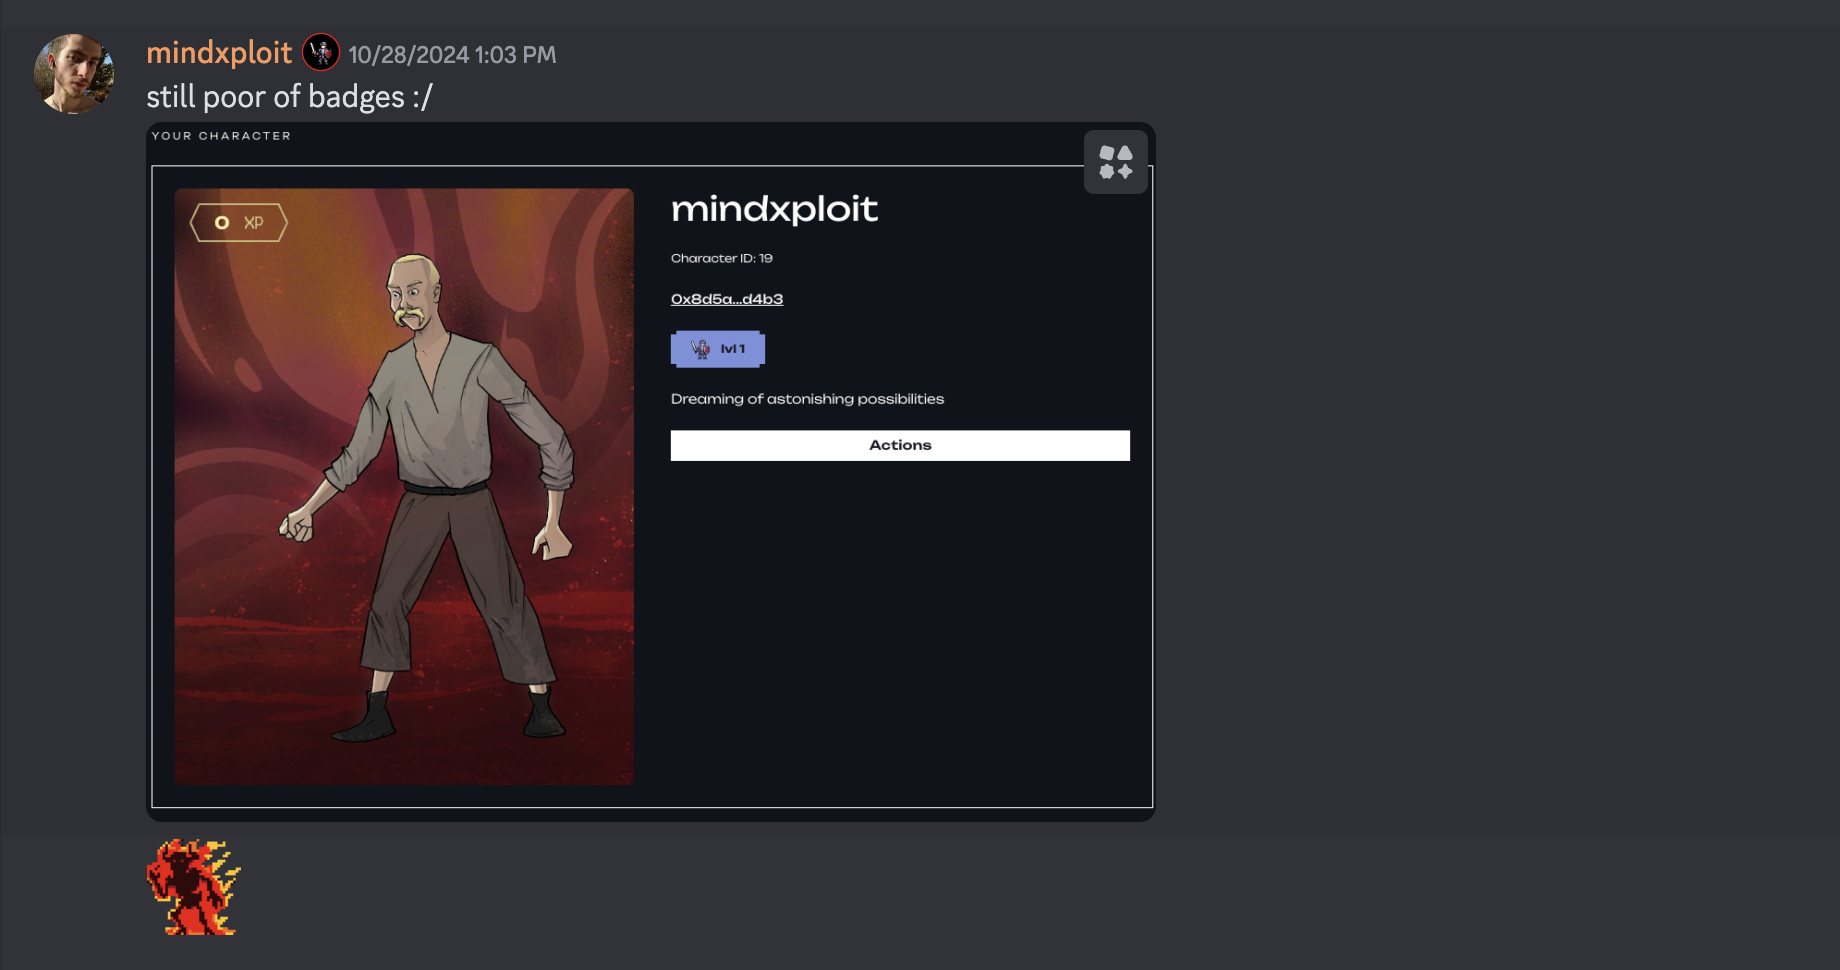 mindxploit 10/28/2024 1:03 PM
still poor of badges :/
YOUR CHARACTER
0 XP
mindxploit
Character ID: 19
0x8d5a...d4b3
lvl 1
Dreaming of astonishing possibilities
Actions